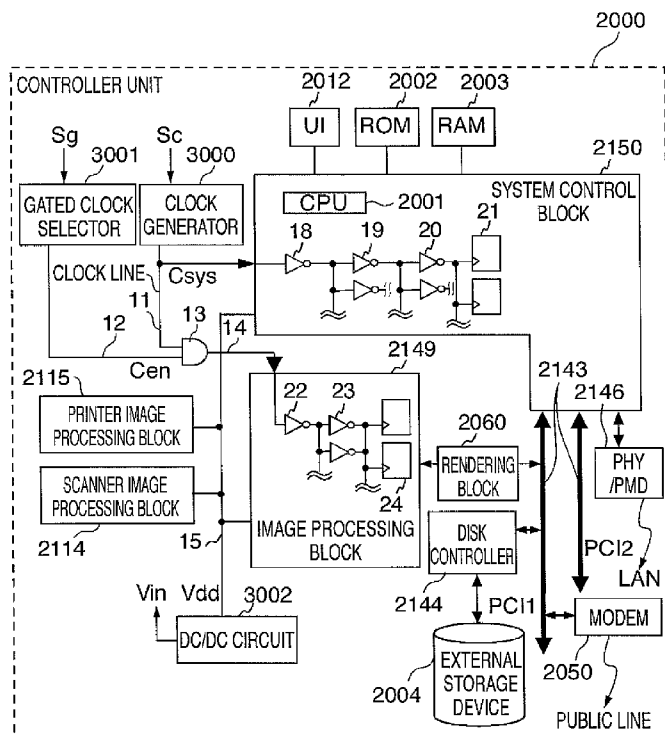 2000
CONTROLLER UNIT
2012
2002
2003
UI
ROM
RAM
Sg
3001
Sc
3000
2150
GATED CLOCK
SELECTOR
CLOCK
GENERATOR
SYSTEM CONTROL
BLOCK
CPU
2001
18
19
20
21
CLOCK LINE
Csys
11
12
13
14
Cen
2115
2149
2143
2146
PRINTER IMAGE
PROCESSING BLOCK
22
23
2060
RENDERING
BLOCK
PHY
/PMD
SCANNER IMAGE
PROCESSING BLOCK
2114
15
24
IMAGE PROCESSING
BLOCK
DISK
CONTROLLER
2144
PCI2
LAN
Vin
Vdd
3002
PCI1
DC/DC CIRCUIT
MODEM
2050
2004
EXTERNAL
STORAGE
DEVICE
PUBLIC LINE